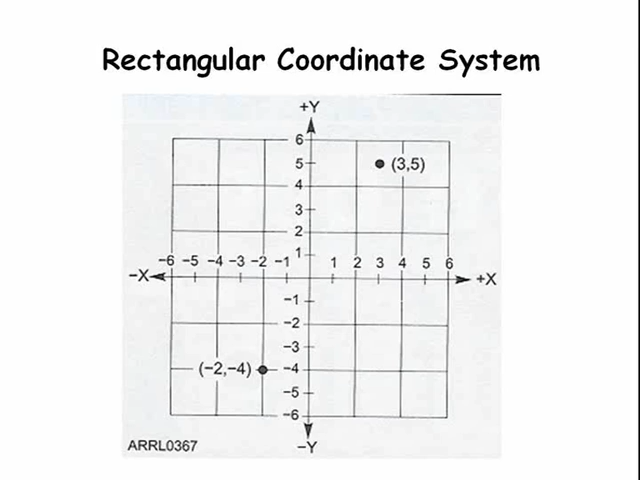 Rectangular Coordinate System
+Y
6
5 (3,5)
4
3
2
1
−6 −5 −4 −3 −2 −1 1 2 3 4 5 6
−X +X
−1
−2
−3
(−2,−4) −4
−5
−6
ARRL0367 −Y